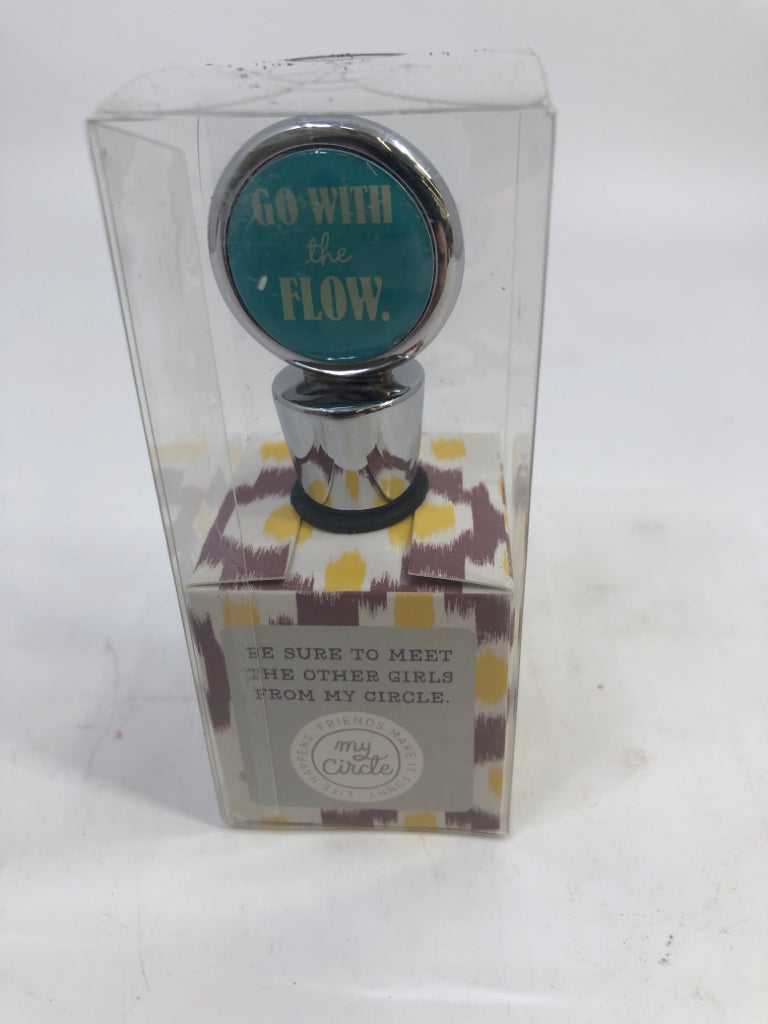 GO WITH
the
FLOW.
BE SURE TO MEET
THE OTHER GIRLS
FROM MY CIRCLE.
LIFE HAPPENS. FRIENDS MAKE IT FUNNY.
my
Circle